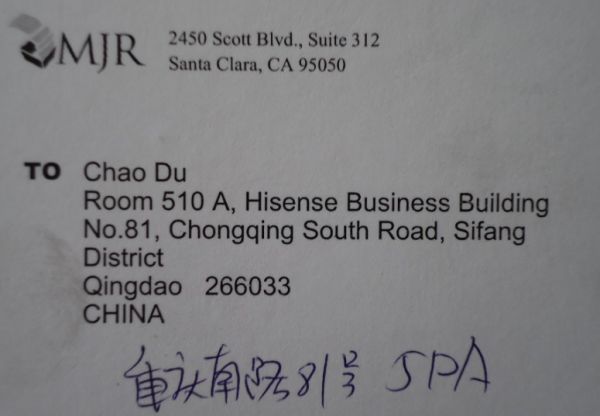 MJR
2450 Scott Blvd., Suite 312
Santa Clara, CA 95050
TO Chao Du
Room 510 A, Hisense Business Building
No.81, Chongqing South Road, Sifang
District
Qingdao 266033
CHINA
重庆南路81号